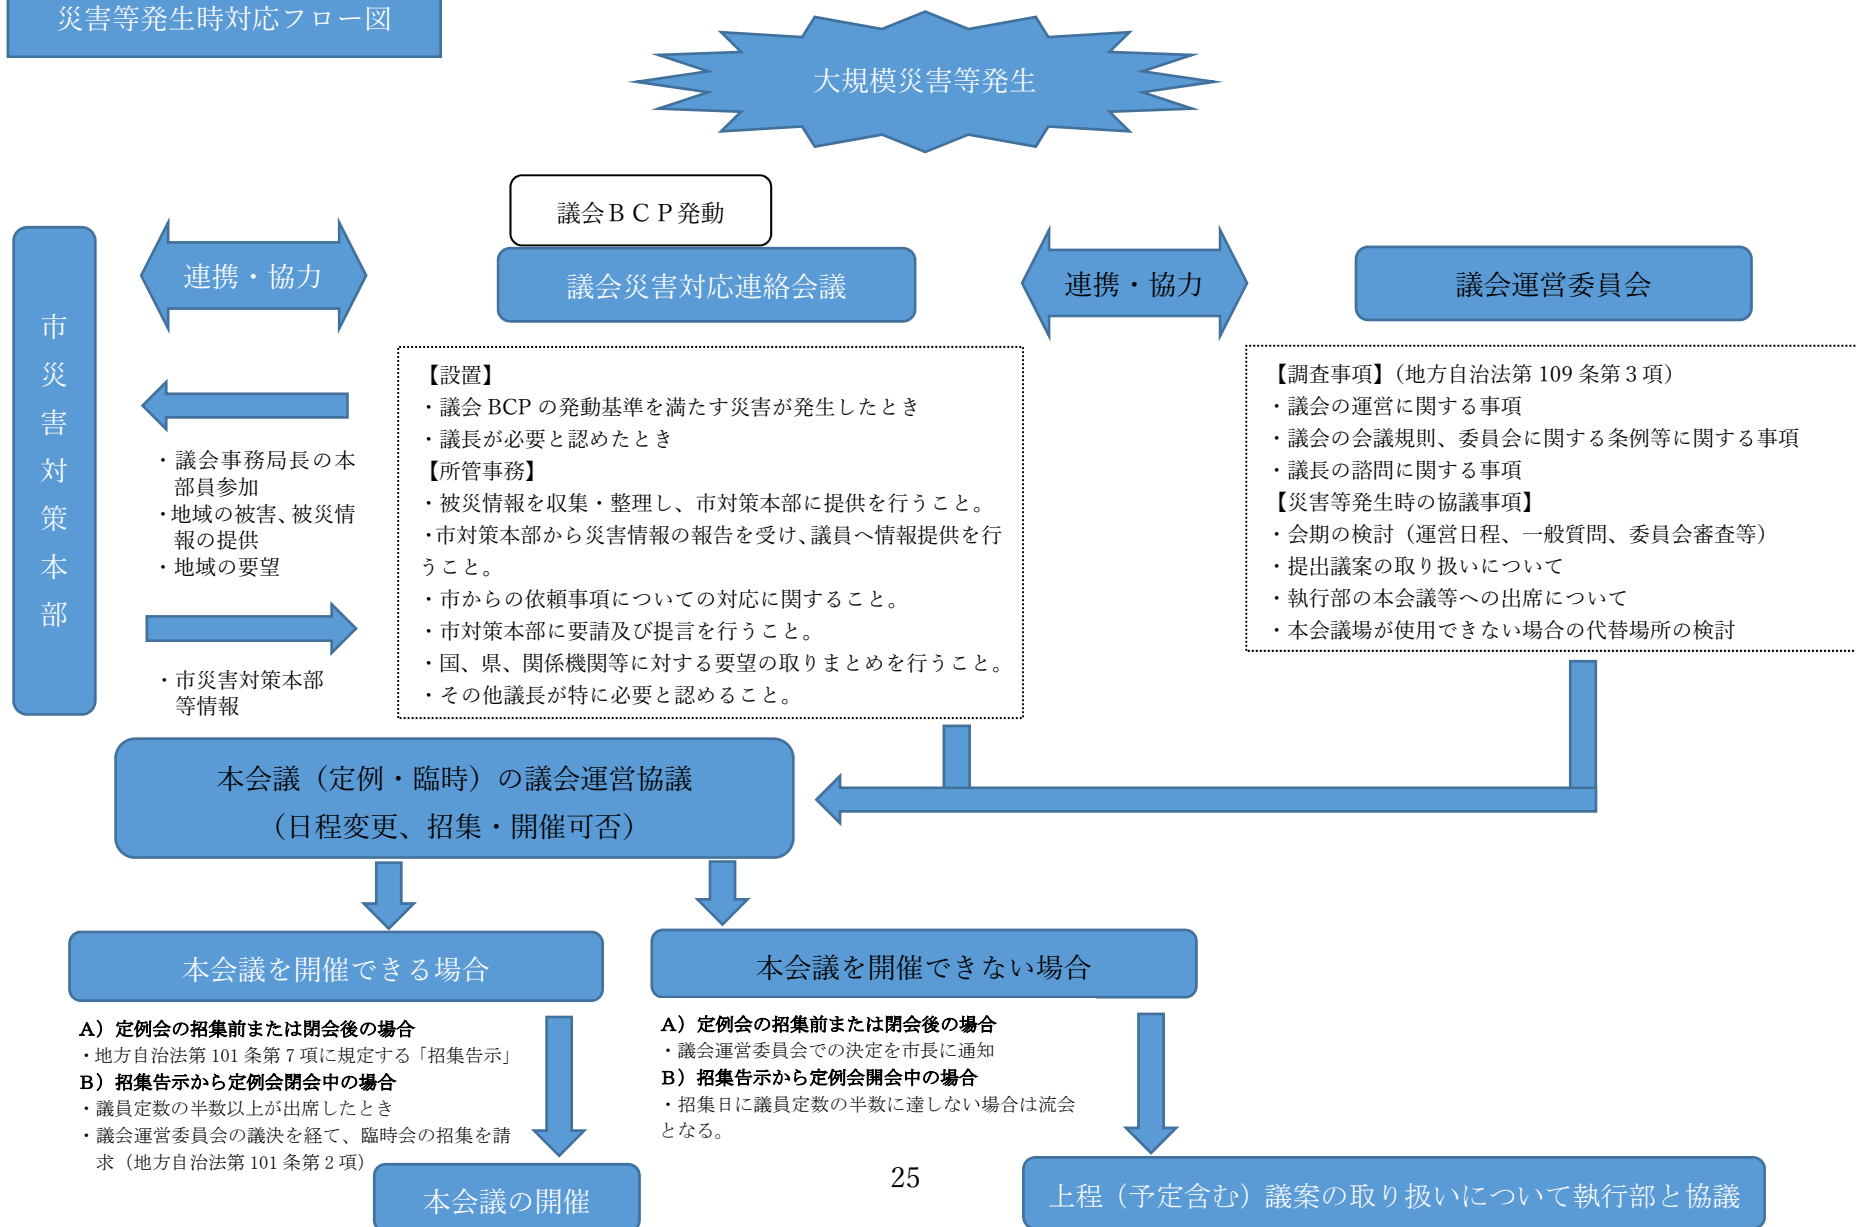 災害等発生時対応フロー図
大規模災害等発生
議会ＢＣＰ発動
連携・協力
議会災害対応連絡会議
連携・協力
議会運営委員会
市災害対策本部
・議会事務局長の本
部員参加
・地域の被害、被災情
報の提供
・地域の要望
・市災害対策本部
等情報
【設置】
・議会 BCP の発動基準を満たす災害が発生したとき
・議長が必要と認めたとき
【所管事務】
・被災情報を収集・整理し、市対策本部に提供を行うこと。
・市対策本部から災害情報の報告を受け、議員へ情報提供を行
うこと。
・市からの依頼事項についての対応に関すること。
・市対策本部に要請及び提言を行うこと。
・国、県、関係機関等に対する要望の取りまとめを行うこと。
・その他議長が特に必要と認めること。
【調査事項】（地方自治法第 109 条第３項）
・議会の運営に関する事項
・議会の会議規則、委員会に関する条例等に関する事項
・議長の諮問に関する事項
【災害等発生時の協議事項】
・会期の検討（運営日程、一般質問、委員会審査等）
・提出議案の取り扱いについて
・執行部の本会議等への出席について
・本会議場が使用できない場合の代替場所の検討
本会議（定例・臨時）の議会運営協議
（日程変更、招集・開催可否）
本会議を開催できる場合
A）定例会の招集前または閉会後の場合
・地方自治法第 101 条第７項に規定する「招集告示」
B）招集告示から定例会閉会中の場合
・議員定数の半数以上が出席したとき
・議会運営委員会の議決を経て、臨時会の招集を請
求（地方自治法第 101 条第２項）
本会議の開催
本会議を開催できない場合
A）定例会の招集前または閉会後の場合
・議会運営委員会での決定を市長に通知
B）招集告示から定例会開会中の場合
・招集日に議員定数の半数に達しない場合は流会
となる。
上程（予定含む）議案の取り扱いについて執行部と協議
25